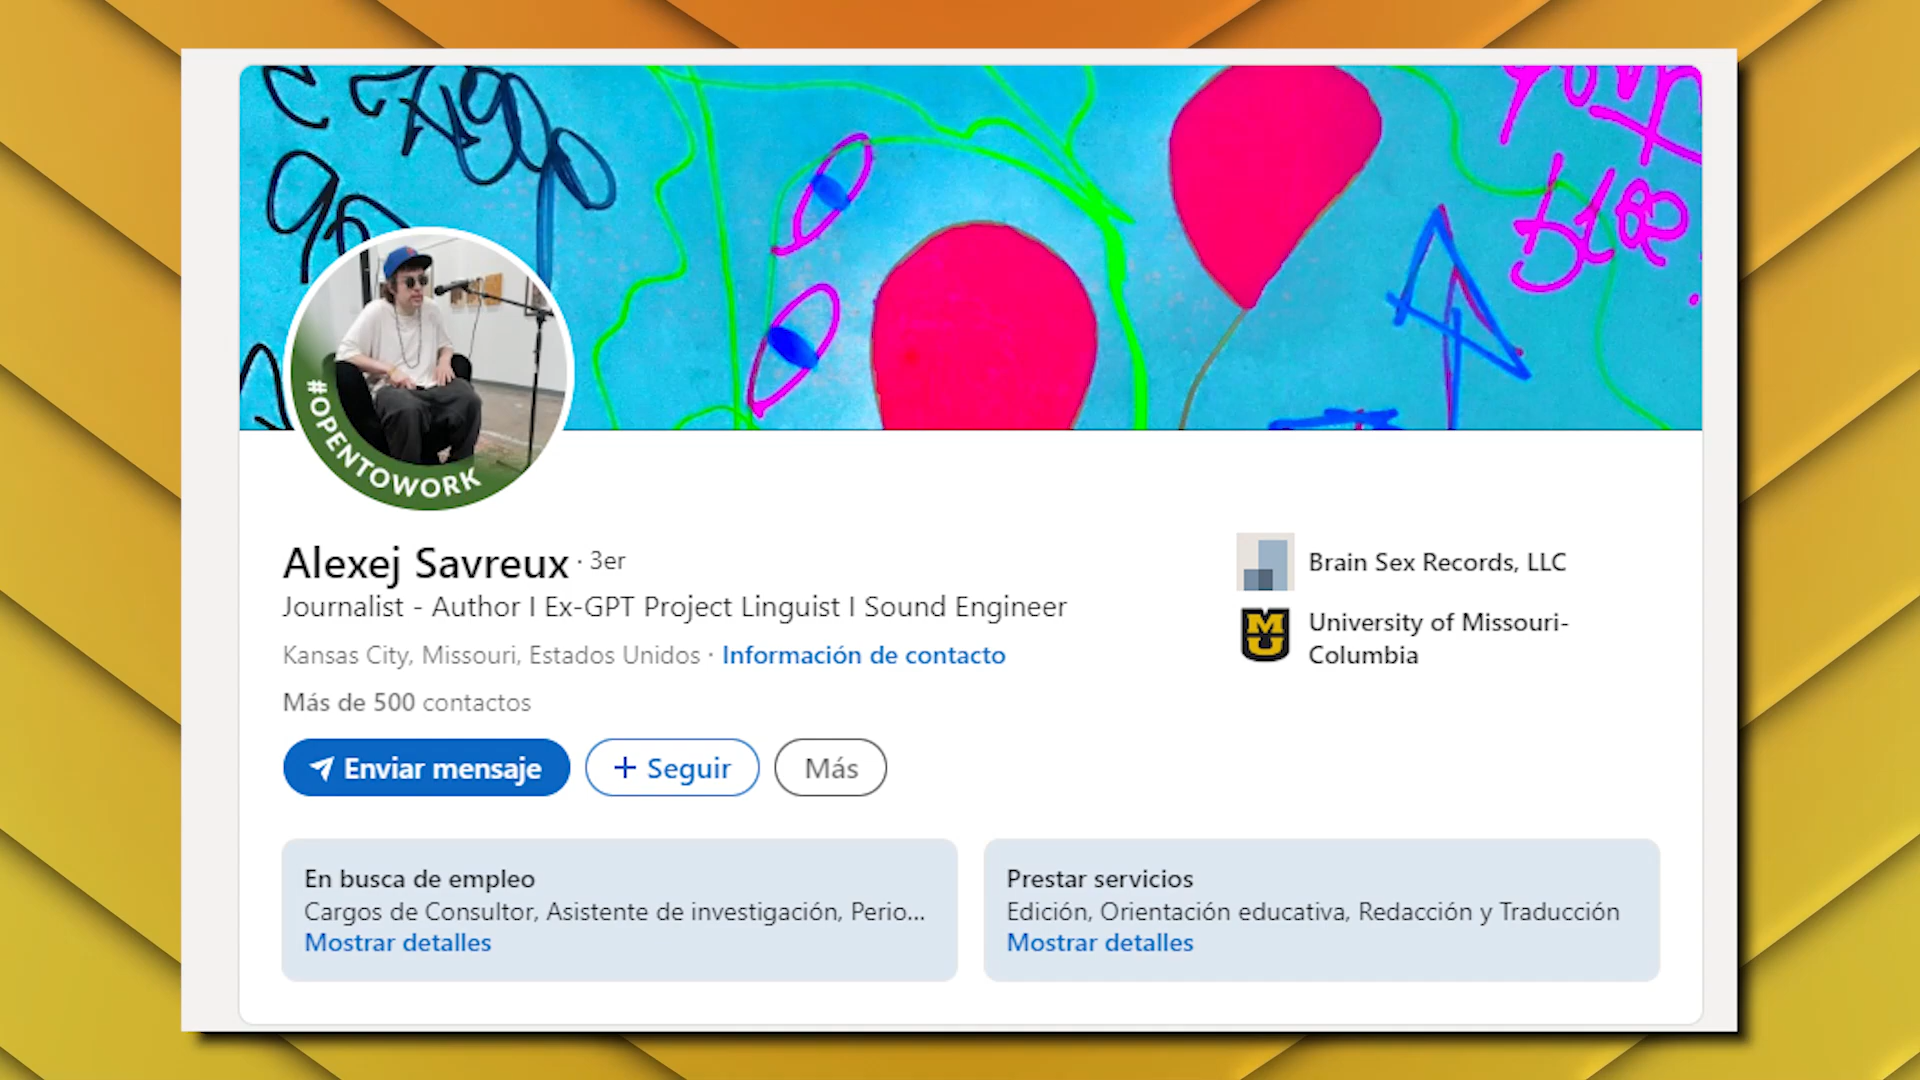 your
#OPENTOWORK
Alexej Savreux · 3er
Journalist - Author I Ex-GPT Project Linguist I Sound Engineer
Kansas City, Missouri, Estados Unidos · Información de contacto
Más de 500 contactos
Brain Sex Records, LLC
MU
University of Missouri-
Columbia
Enviar mensaje
+ Seguir
Más
En busca de empleo
Cargos de Consultor, Asistente de investigación, Perio...
Mostrar detalles
Prestar servicios
Edición, Orientación educativa, Redacción y Traducción
Mostrar detalles